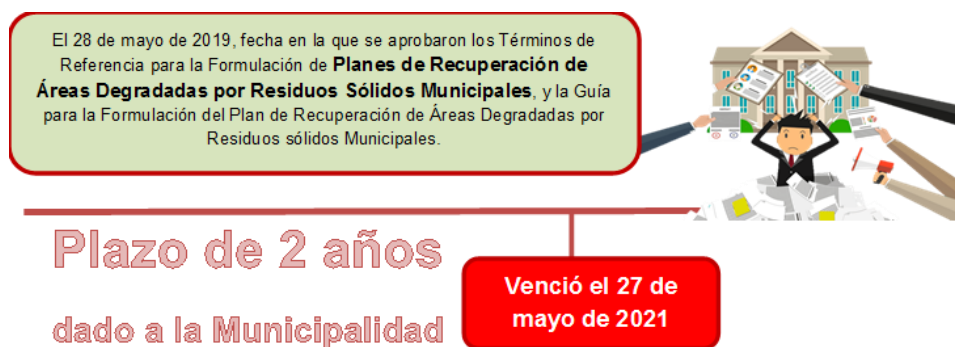 El 28 de mayo de 2019, fecha en la que se aprobaron los Términos de
Referencia para la Formulación de Planes de Recuperación de
Áreas Degradadas por Residuos Sólidos Municipales, y la Guía
para la Formulación del Plan de Recuperación de Áreas Degradadas por
Residuos sólidos Municipales.
Plazo de 2 años
dado a la Municipalidad
Venció el 27 de
mayo de 2021